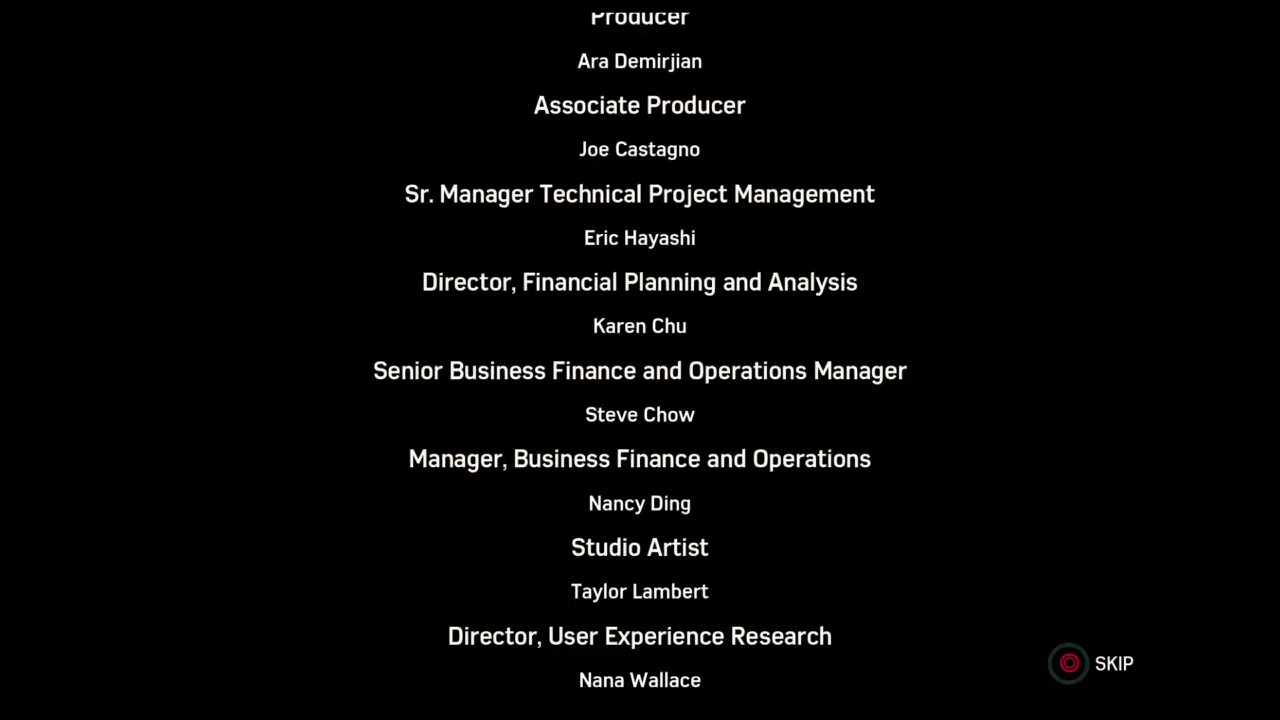 Producer
Ara Demirjian
Associate Producer
Joe Castagno
Sr. Manager Technical Project Management
Eric Hayashi
Director, Financial Planning and Analysis
Karen Chu
Senior Business Finance and Operations Manager
Steve Chow
Manager, Business Finance and Operations
Nancy Ding
Studio Artist
Taylor Lambert
Director, User Experience Research
Nana Wallace
SKIP